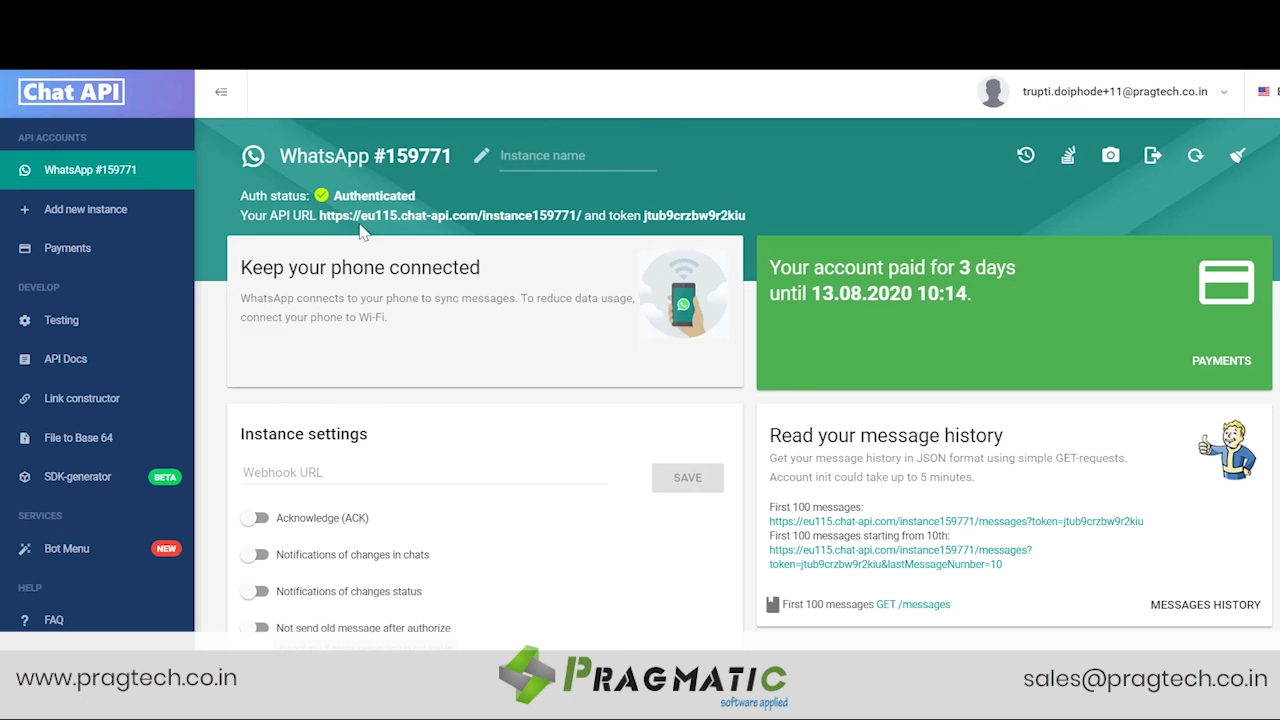 Chat API
trupti.doiphode+11@pragtech.co.in
API ACCOUNTS
WhatsApp #159771
Add new instance
Payments
DEVELOP
Testing
API Docs
Link constructor
File to Base 64
SDK-generator BETA
SERVICES
Bot Menu NEW
HELP
? FAQ
WhatsApp #159771 Instance name
Auth status: Authenticated
Your API URL https://eu115.chat-api.com/instance159771/ and token jtub9crzbw9r2kiu
Keep your phone connected
WhatsApp connects to your phone to sync messages. To reduce data usage,
connect your phone to Wi-Fi.
Your account paid for 3 days
until 13.08.2020 10:14.
PAYMENTS
Instance settings
Webhook URL
SAVE
Acknowledge (ACK)
Notifications of changes in chats
Notifications of changes status
Not send old message after authorize
Read your message history
Get your message history in JSON format using simple GET-requests.
Account init could take up to 5 minutes.
First 100 messages:
https://eu115.chat-api.com/instance159771/messages?token=jtub9crzbw9r2kiu
First 100 messages starting from 10th:
https://eu115.chat-api.com/instance159771/messages?
token=jtub9crzbw9r2kiu&lastMessageNumber=10
First 100 messages GET /messages
MESSAGES HISTORY
www.pragtech.co.in
PRAGMATIC
software applied
sales@pragtech.co.in